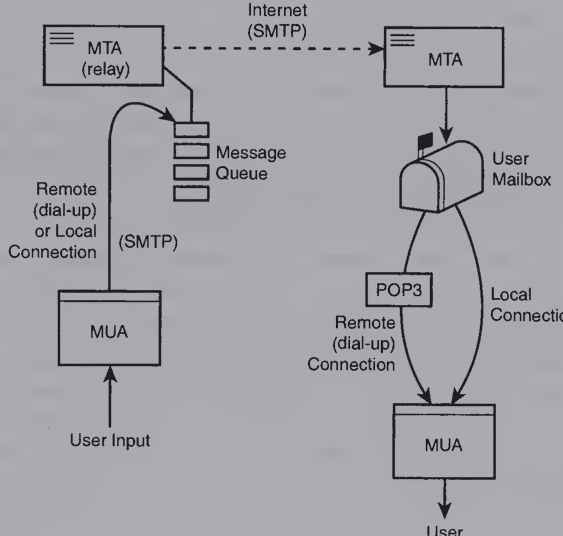 Internet
(SMTP)
MTA
(relay)
MTA
Message
Queue
User
Mailbox
Remote
(dial-up)
or Local
Connection
(SMTP)
POP3
Local
Connectio
Remote
(dial-up)
Connection
MUA
User Input
MUA
User